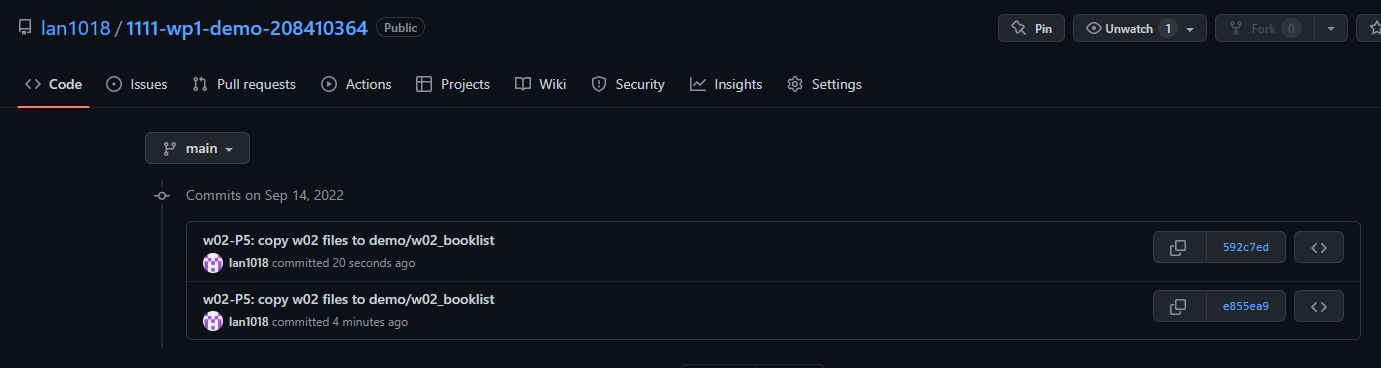 lan1018 / 1111-wp1-demo-208410364 Public Pin Unwatch 1 Fork 0
Code Issues Pull requests Actions Projects Wiki Security Insights Settings
main
Commits on Sep 14, 2022
w02-P5: copy w02 files to demo/w02_booklist
592c7ed
lan1018 committed 20 seconds ago
w02-P5: copy w02 files to demo/w02_booklist
e855ea9
lan1018 committed 4 minutes ago